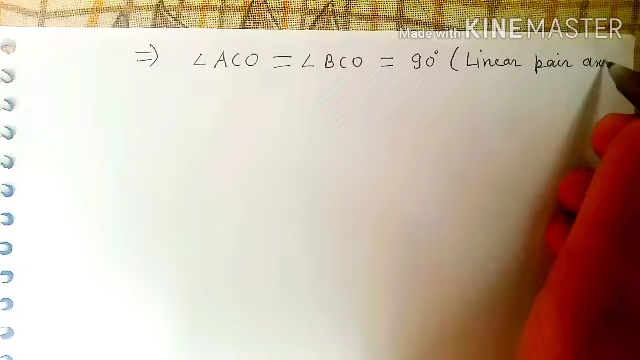 Made with KINEMASTER
=> ∠ACO = ∠BCO = 90° (Linear pair